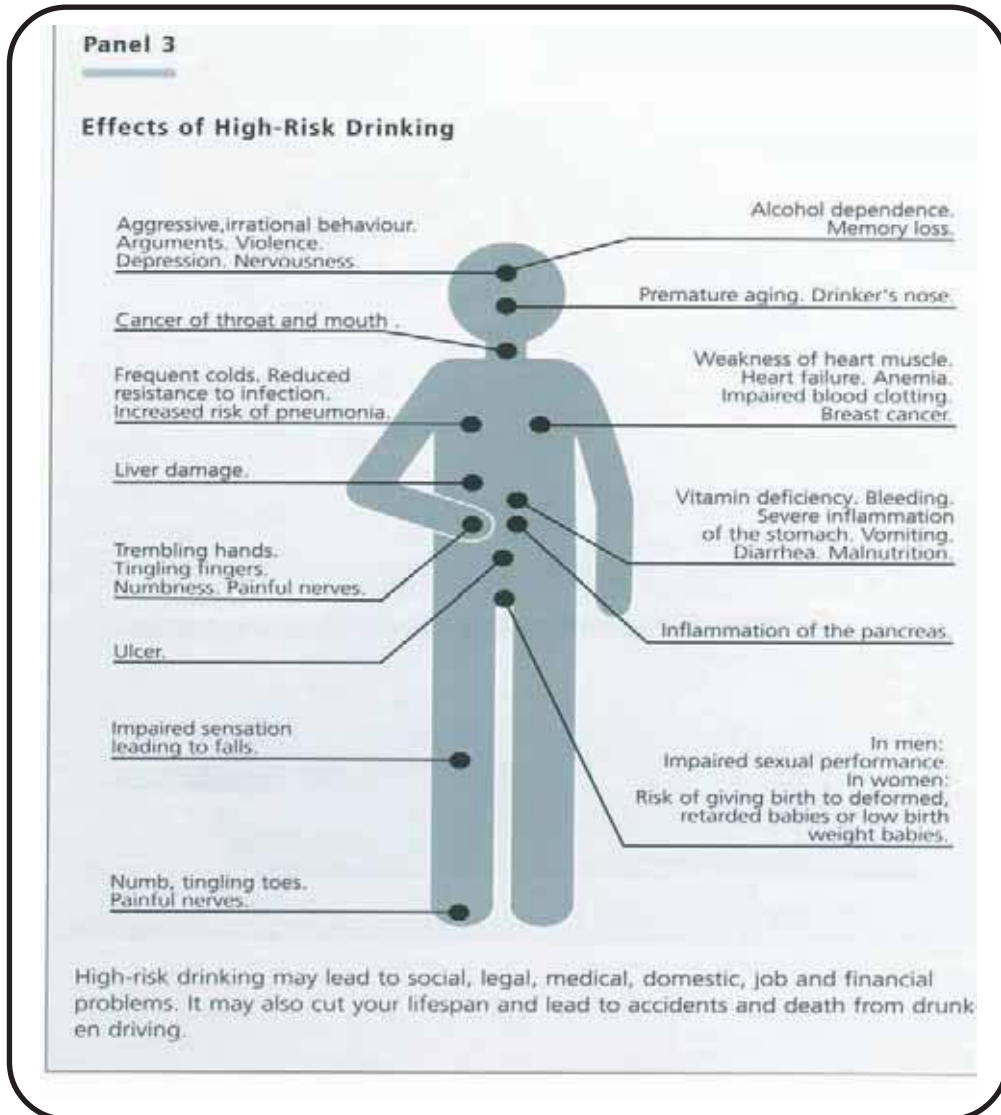 Panel 3
Effects of High-Risk Drinking
Aggressive,irrational behaviour.
Arguments. Violence.
Depression. Nervousness.
Cancer of throat and mouth .
Frequent colds. Reduced
resistance to infection.
Increased risk of pneumonia.
Liver damage.
Trembling hands.
Tingling fingers.
Numbness. Painful nerves.
Ulcer.
Impaired sensation
leading to falls.
Numb, tingling toes.
Painful nerves.
Alcohol dependence.
Memory loss.
Premature aging. Drinker's nose.
Weakness of heart muscle.
Heart failure. Anemia.
Impaired blood clotting.
Breast cancer.
Vitamin deficiency. Bleeding.
Severe inflammation
of the stomach. Vomiting.
Diarrhea. Malnutrition.
Inflammation of the pancreas.
In men:
Impaired sexual performance.
In women:
Risk of giving birth to deformed,
retarded babies or low birth
weight babies.
High-risk drinking may lead to social, legal, medical, domestic, job and financial
problems. It may also cut your lifespan and lead to accidents and death from drunk-
en driving.